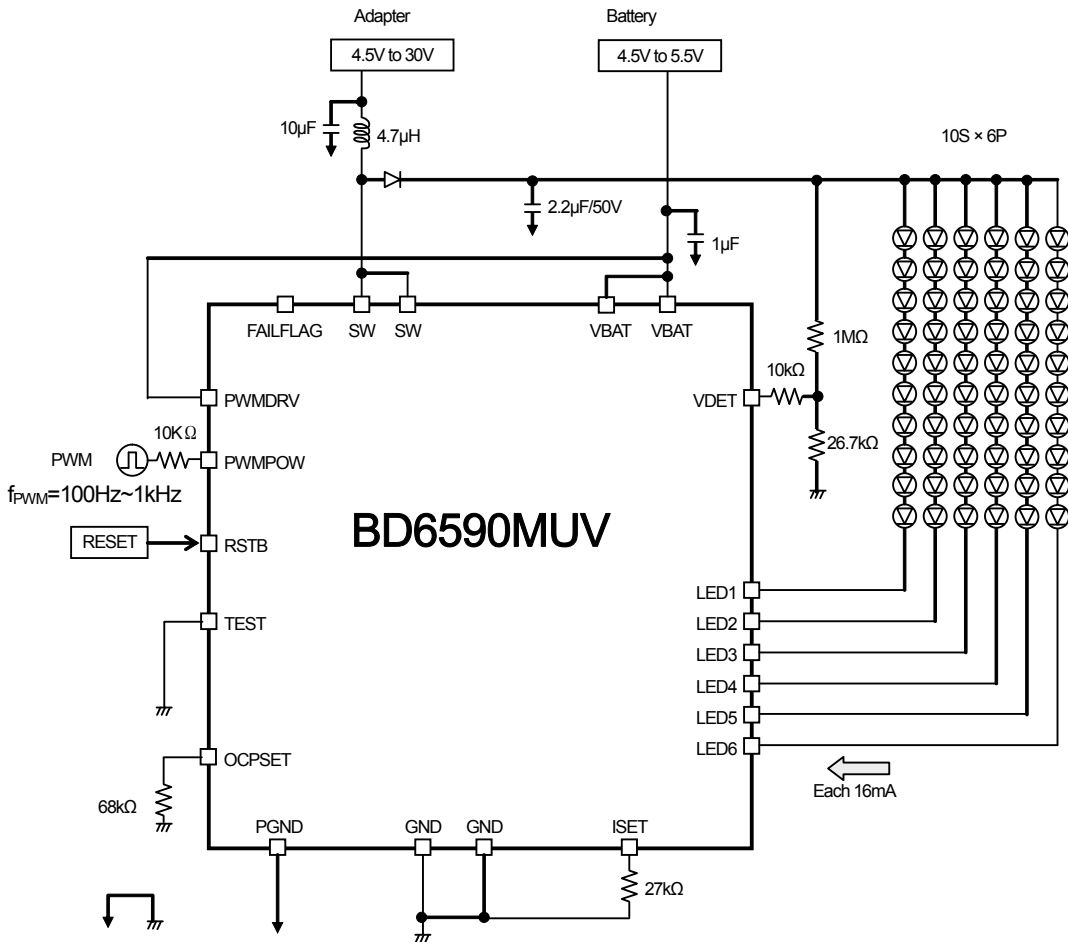 Adapter
Battery
4.5V to 30V
4.5V to 5.5V
10µF
4.7µH
10S × 6P
2.2µF/50V
1µF
FAILFLAG
SW
SW
VBAT
VBAT
1MΩ
10kΩ
PWMDRV
VDET
10KΩ
26.7kΩ
PWM
PWMPOW
fPWM=100Hz~1kHz
BD6590MUV
RESET
RSTB
LED1
TEST
LED2
LED3
LED4
LED5
LED6
OCPSET
Each 16mA
68kΩ
PGND
GND
GND
ISET
27kΩ